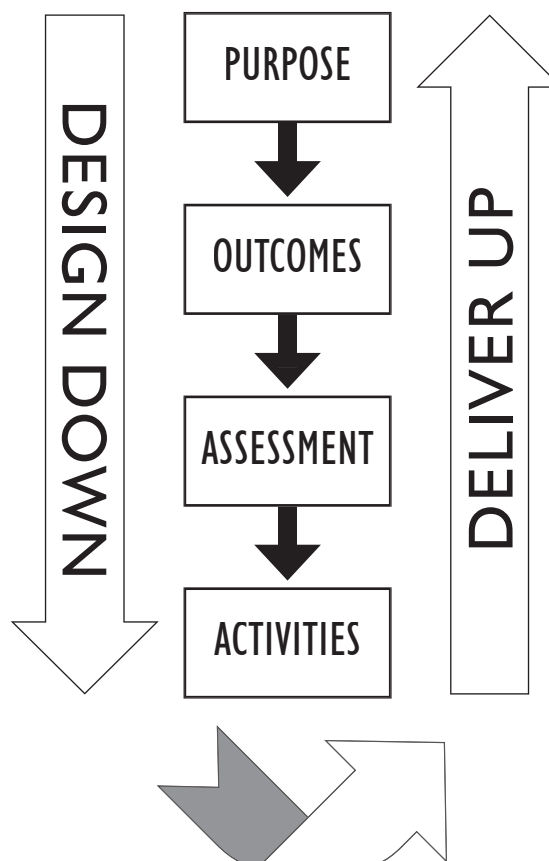 DESIGN DOWN
PURPOSE
OUTCOMES
ASSESSMENT
ACTIVITIES
DELIVER UP